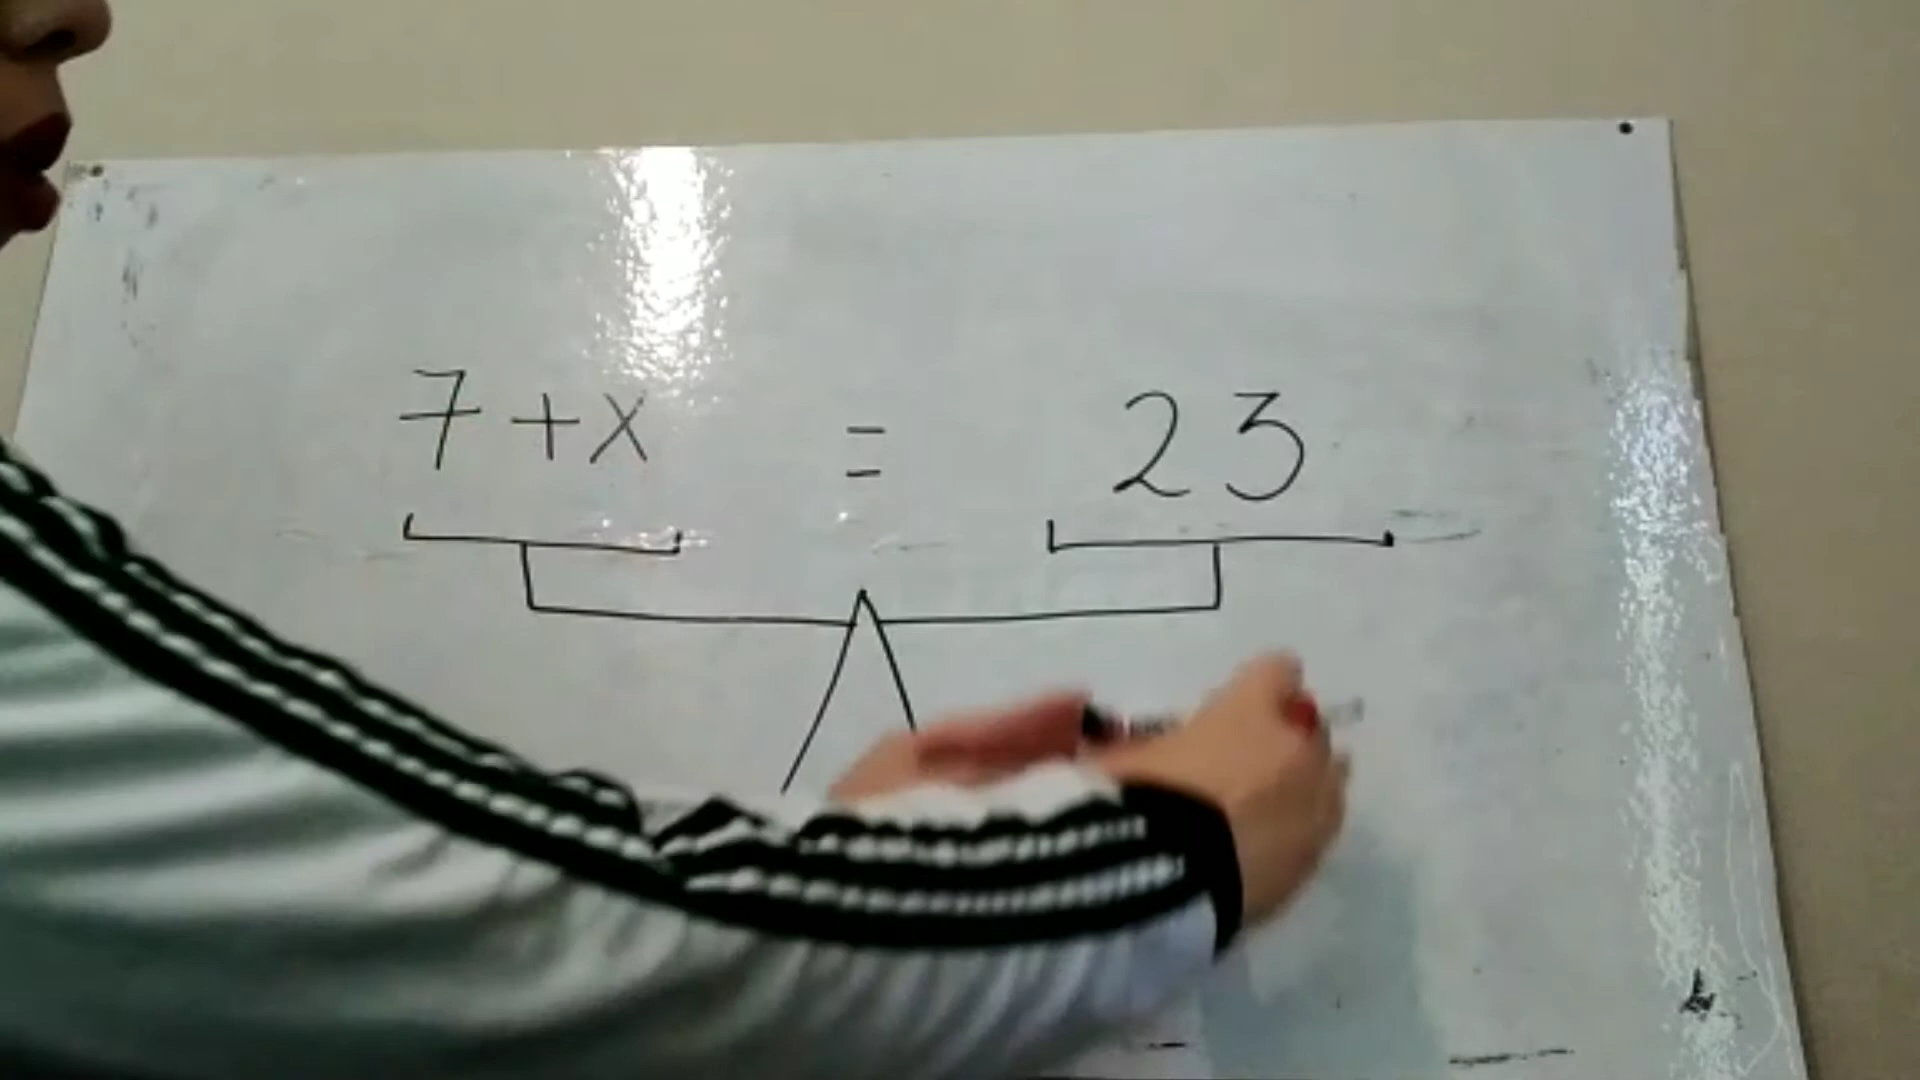 7 + x = 23